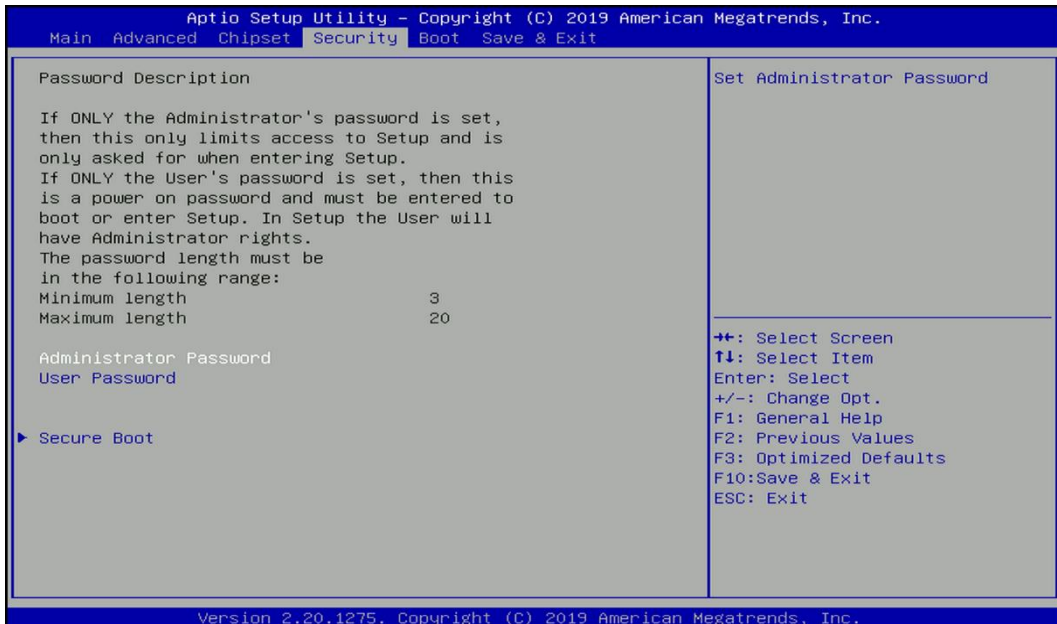 Aptio Setup Utility – Copyright (C) 2019 American Megatrends, Inc.
Main Advanced Chipset Security Boot Save & Exit
Password Description
If ONLY the Administrator's password is set,
then this only limits access to Setup and is
only asked for when entering Setup.
If ONLY the User's password is set, then this
is a power on password and must be entered to
boot or enter Setup. In Setup the User will
have Administrator rights.
The password length must be
in the following range:
Minimum length 3
Maximum length 20
Administrator Password
User Password
Secure Boot
Set Administrator Password
→←: Select Screen
↑↓: Select Item
Enter: Select
+/-: Change Opt.
F1: General Help
F2: Previous Values
F3: Optimized Defaults
F10:Save & Exit
ESC: Exit
Version 2.20.1275. Copyright (C) 2019 American Megatrends, Inc.